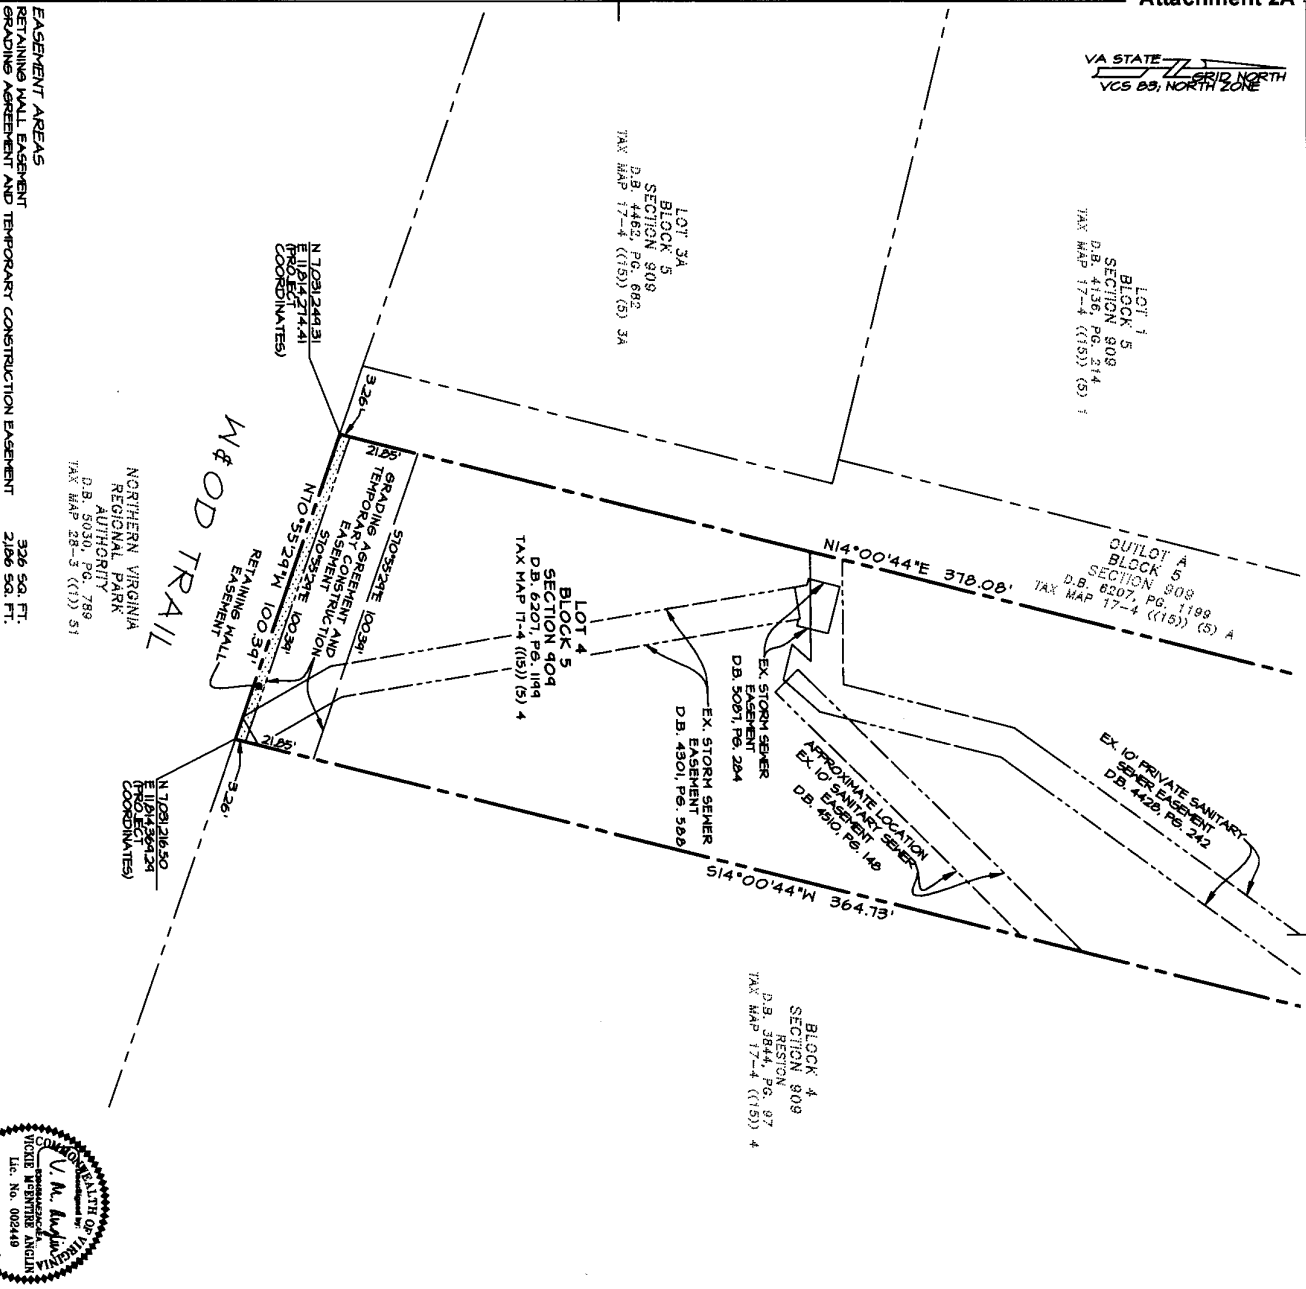 Attachment 2A
VA STATE
GRID NORTH
VCS 83; NORTH ZONE
LOT 1
BLOCK 5
SECTION 909
D.B. 4136, PG. 214
TAX MAP 17-4 ((15)) (5) 1
LOT 3A
BLOCK 5
SECTION 909
D.B. 4462, PG. 682
TAX MAP 17-4 ((15)) (5) 3A
OUTLOT A
BLOCK 5
SECTION 909
D.B. 6207, PG. 1199
TAX MAP 17-4 ((15)) (5) A
N14°00'44"E 378.08'
LOT 4
BLOCK 5
SECTION 909
D.B. 6207, PG. 1199
TAX MAP 17-4 ((15)) (5) 4
EX. STORM SEWER
EASEMENT
D.B. 5087, PG. 284
EX. STORM SEWER
EASEMENT
D.B. 4301, PG. 588
APPROXIMATE LOCATION
EX. 10' SANITARY SEWER
EASEMENT
D.B. 4510, PG. 148
EX. 10' PRIVATE SANITARY
SEWER EASEMENT
D.B. 4428, PG. 242
S14°00'44"W 364.73'
BLOCK 4
SECTION 909
RESTON
D.B. 3844, PG. 97
TAX MAP 17-4 ((15)) 4
3.26'
21.85'
S70°55'29"E 100.39'
GRADING AGREEMENT AND
TEMPORARY CONSTRUCTION
EASEMENT
S70°55'29"E 100.39'
N70°55'29"W 100.39'
RETAINING WALL
EASEMENT
21.85'
3.26'
N 7,031,249.31
E 11,814,274.41
(PROJECT
COORDINATES)
N 7,031,216.50
E 11,814,369.29
(PROJECT
COORDINATES)
W&OD TRAIL
NORTHERN VIRGINIA
REGIONAL PARK
AUTHORITY
D.B. 5030, PG. 789
TAX MAP 28-3 ((1)) 51
EASEMENT AREAS
RETAINING WALL EASEMENT 326 SQ. FT.
GRADING AGREEMENT AND TEMPORARY CONSTRUCTION EASEMENT 2,186 SQ. FT.
COMMONWEALTH OF VIRGINIA
V. M. Anglin
VICKIE McENTIRE ANGLIN
Lic. No. 002449